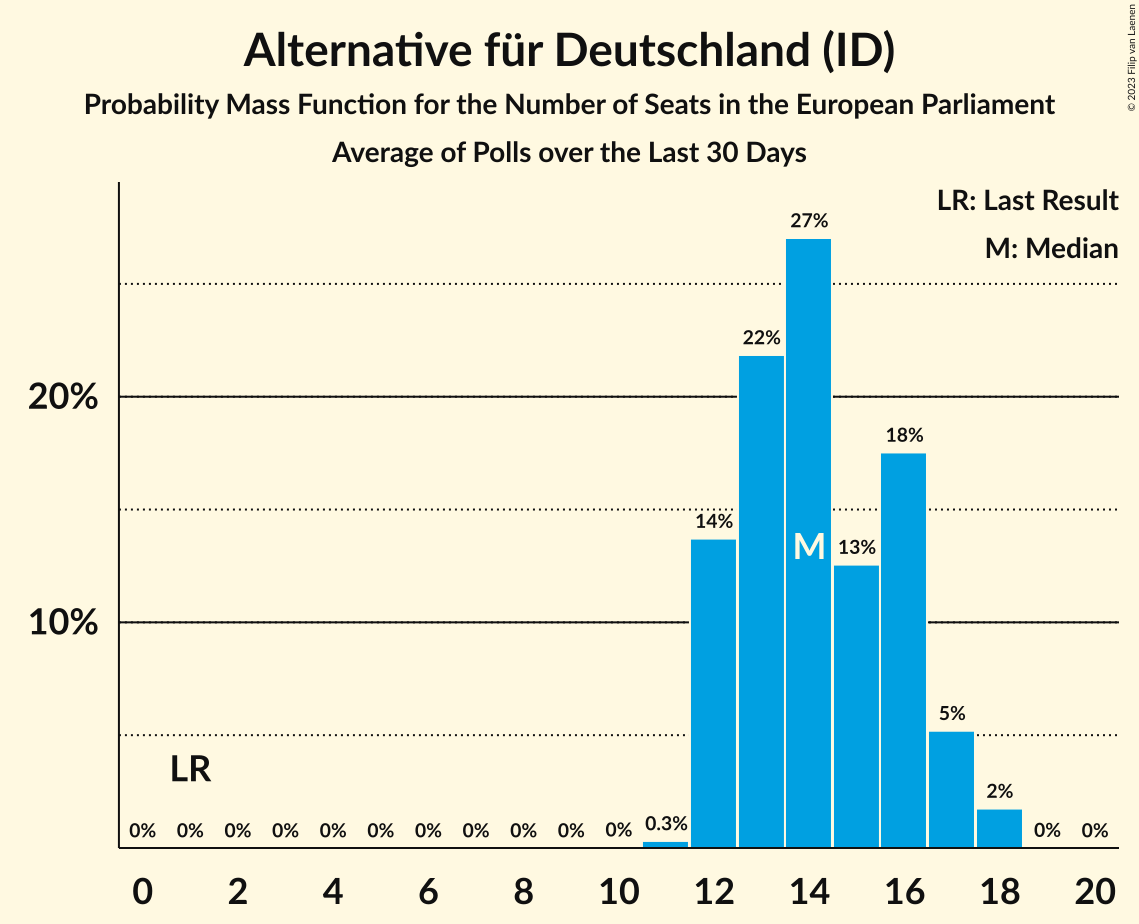 Alternative für Deutschland (ID)
Probability Mass Function for the Number of Seats in the European Parliament
Average of Polls over the Last 30 Days
© 2023 Filip van Laenen
LR: Last Result
M: Median
27%
22%
20%
18%
14%
M
13%
10%
5%
LR
2%
0% 0% 0% 0% 0% 0% 0% 0% 0% 0% 0% 0.3% 0% 0%
0 2 4 6 8 10 12 14 16 18 20